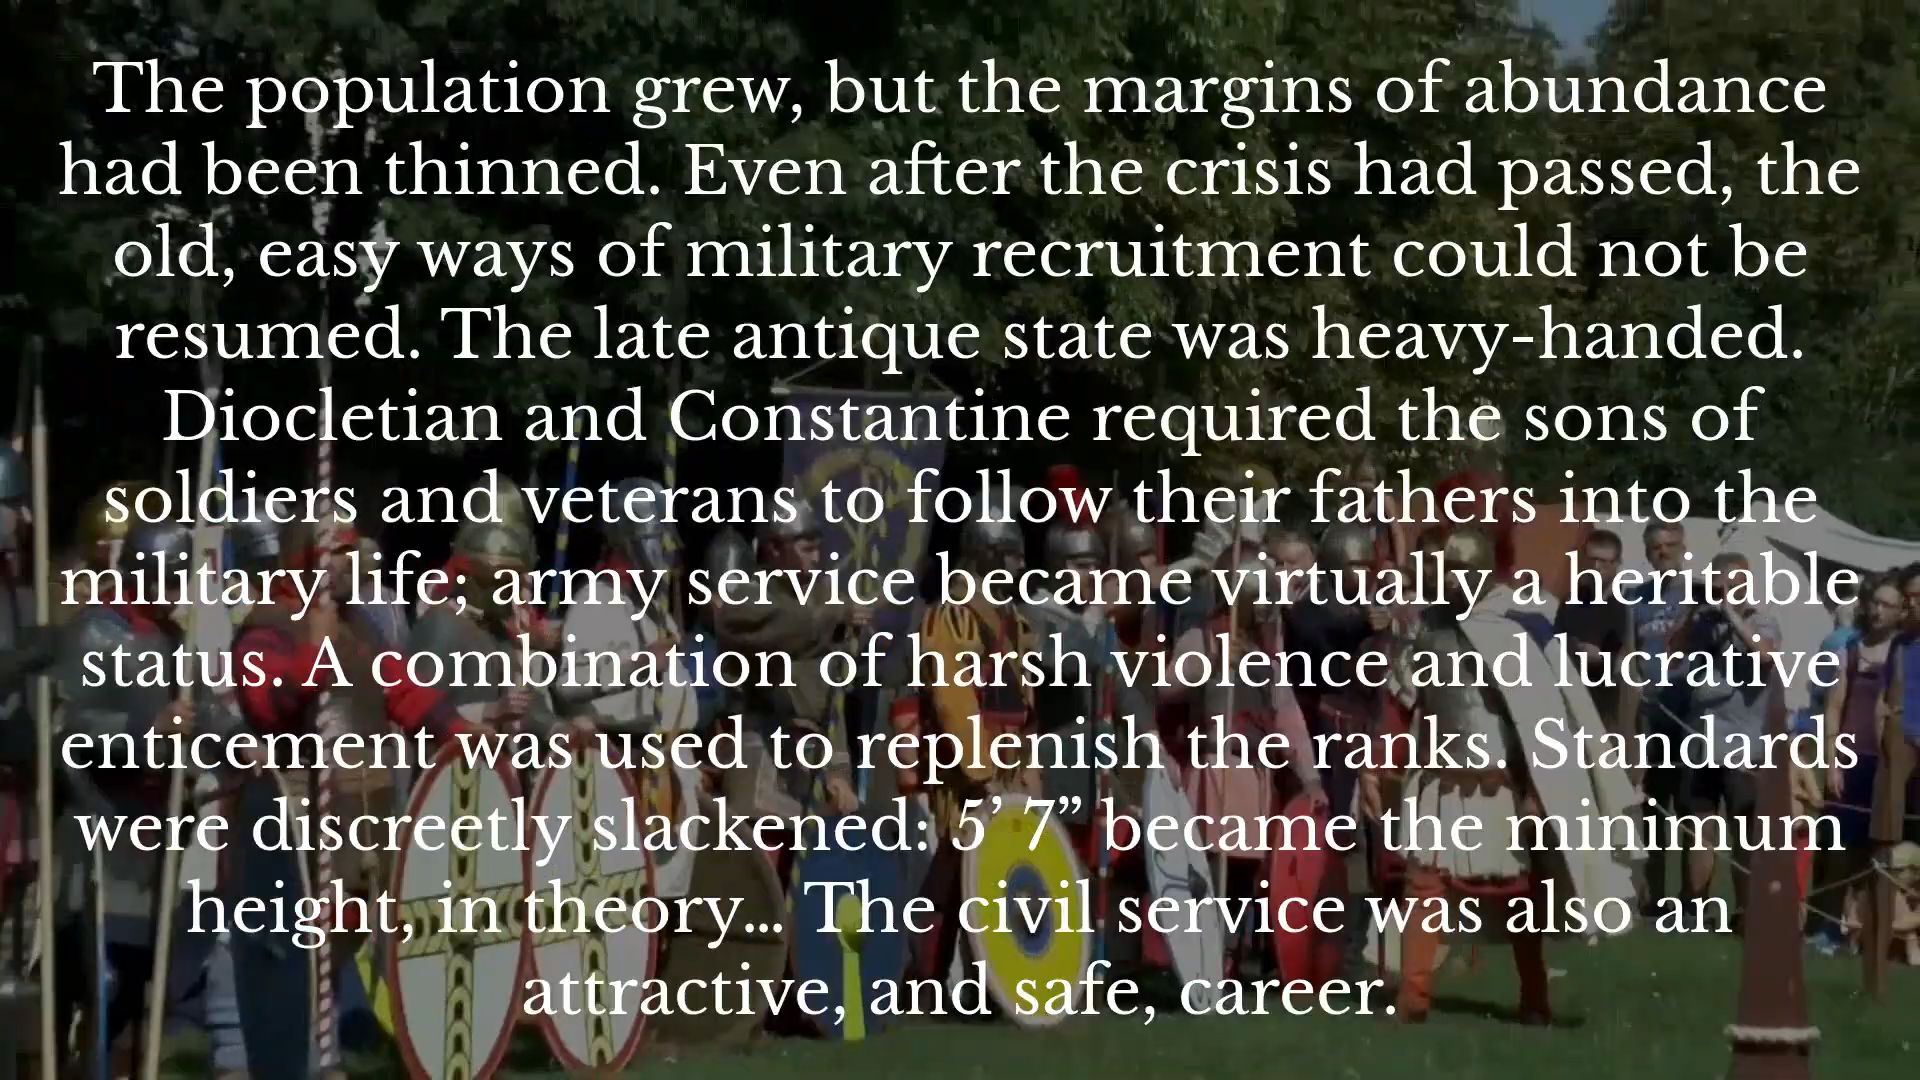 The population grew, but the margins of abundance
had been thinned. Even after the crisis had passed, the
old, easy ways of military recruitment could not be
resumed. The late antique state was heavy-handed.
Diocletian and Constantine required the sons of
soldiers and veterans to follow their fathers into the
military life; army service became virtually a heritable
status. A combination of harsh violence and lucrative
enticement was used to replenish the ranks. Standards
were discreetly slackened: 5’ 7” became the minimum
height, in theory… The civil service was also an
attractive, and safe, career.